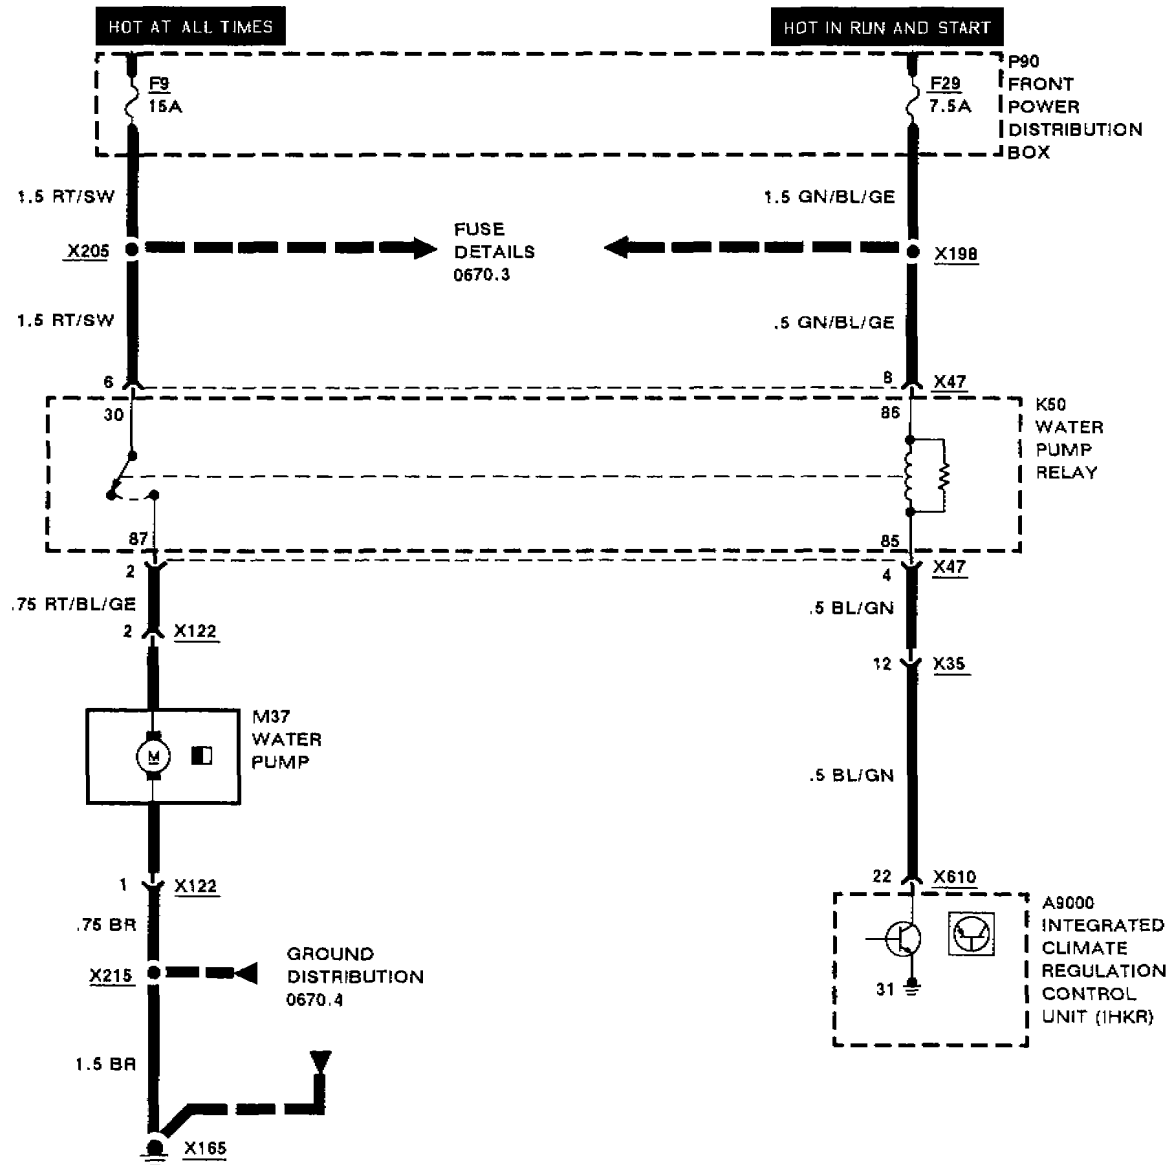 HOT AT ALL TIMES
HOT IN RUN AND START
F9
15A
F29
7.5A
P90
FRONT
POWER
DISTRIBUTION
BOX
1.5 RT/SW
1.5 GN/BL/GE
X205
FUSE
DETAILS
0670.3
X198
1.5 RT/SW
.5 GN/BL/GE
6
8
X47
30
86
K50
WATER
PUMP
RELAY
87
85
2
4
X47
.75 RT/BL/GE
.5 BL/GN
2
X122
12
X35
M37
WATER
PUMP
M
.5 BL/GN
1
X122
22
X610
.75 BR
A9000
INTEGRATED
CLIMATE
REGULATION
CONTROL
UNIT (IHKR)
X215
GROUND
DISTRIBUTION
0670.4
31
1.5 BR
X165